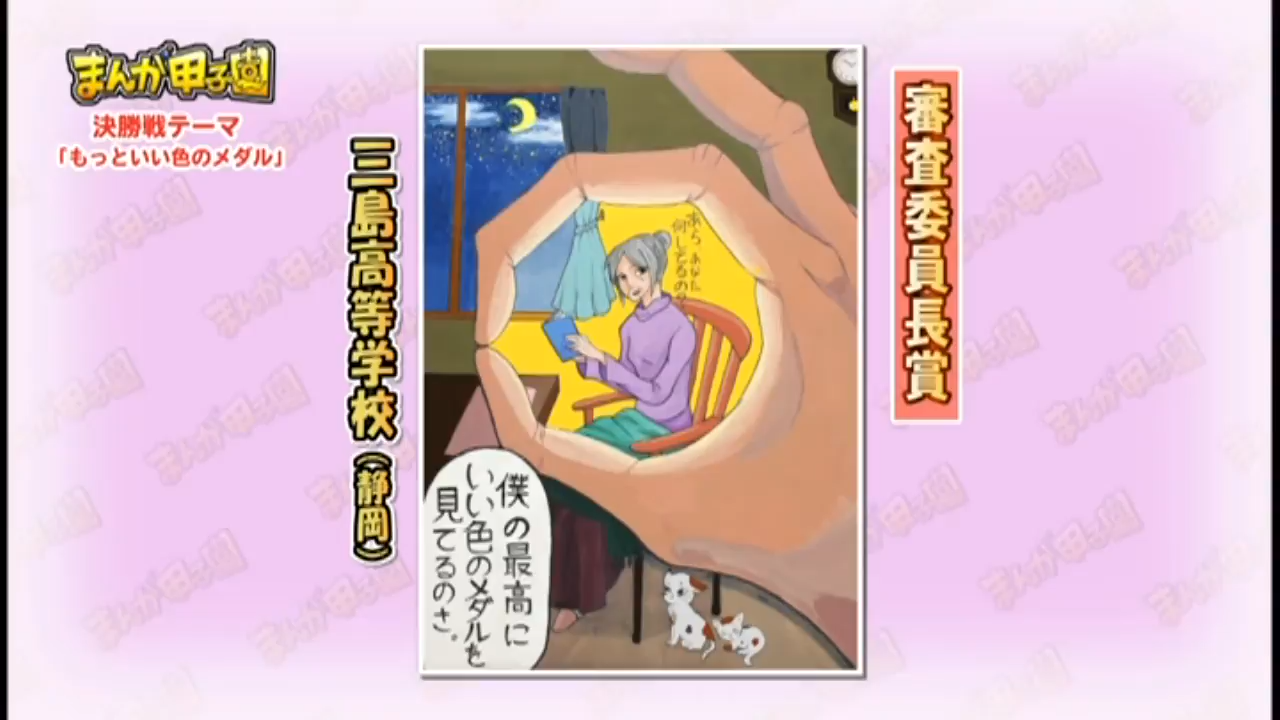 まんが甲子園
決勝戦テーマ
「もっといい色のメダル」
審査委員長賞
三島高等学校(静岡)
あら、あなた
何してるの?
僕の最高に
いい色のメダルを
見てるのさ。